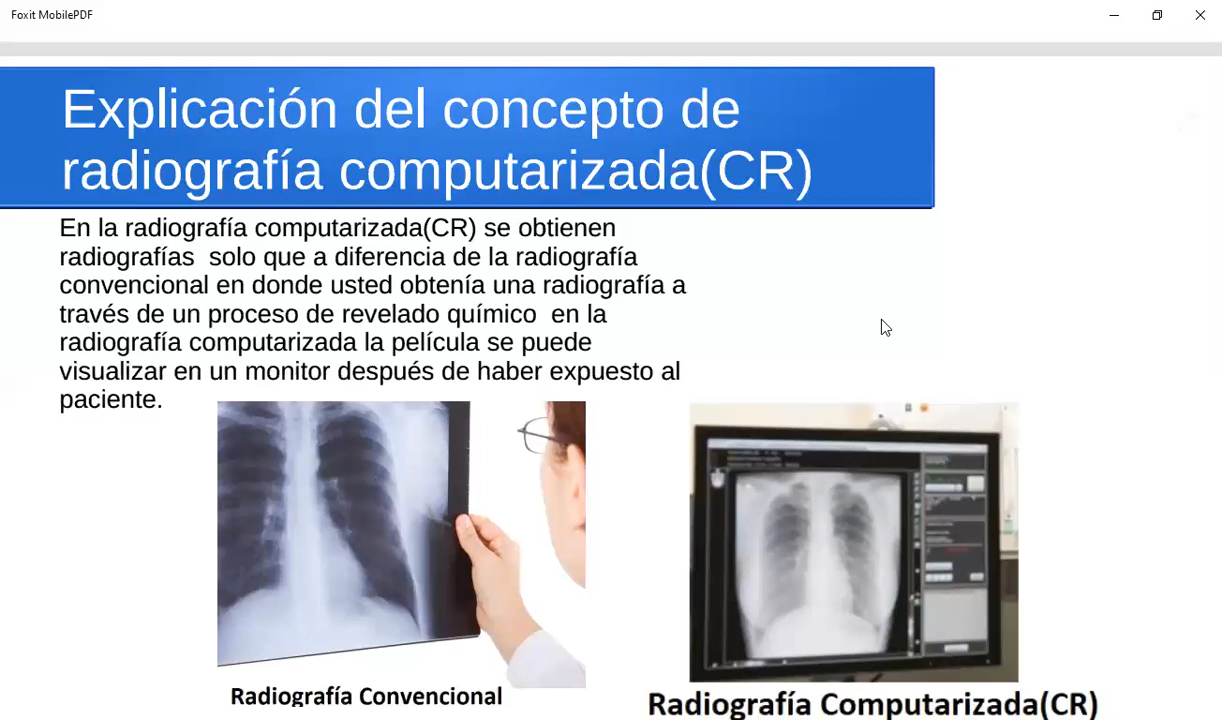 Foxit MobilePDF
Explicación del concepto de
radiografía computarizada(CR)
En la radiografía computarizada(CR) se obtienen
radiografías  solo que a diferencia de la radiografía
convencional en donde usted obtenía una radiografía a
través de un proceso de revelado químico  en la
radiografía computarizada la película se puede
visualizar en un monitor después de haber expuesto al
paciente.
Radiografía Convencional
Radiografía Computarizada(CR)